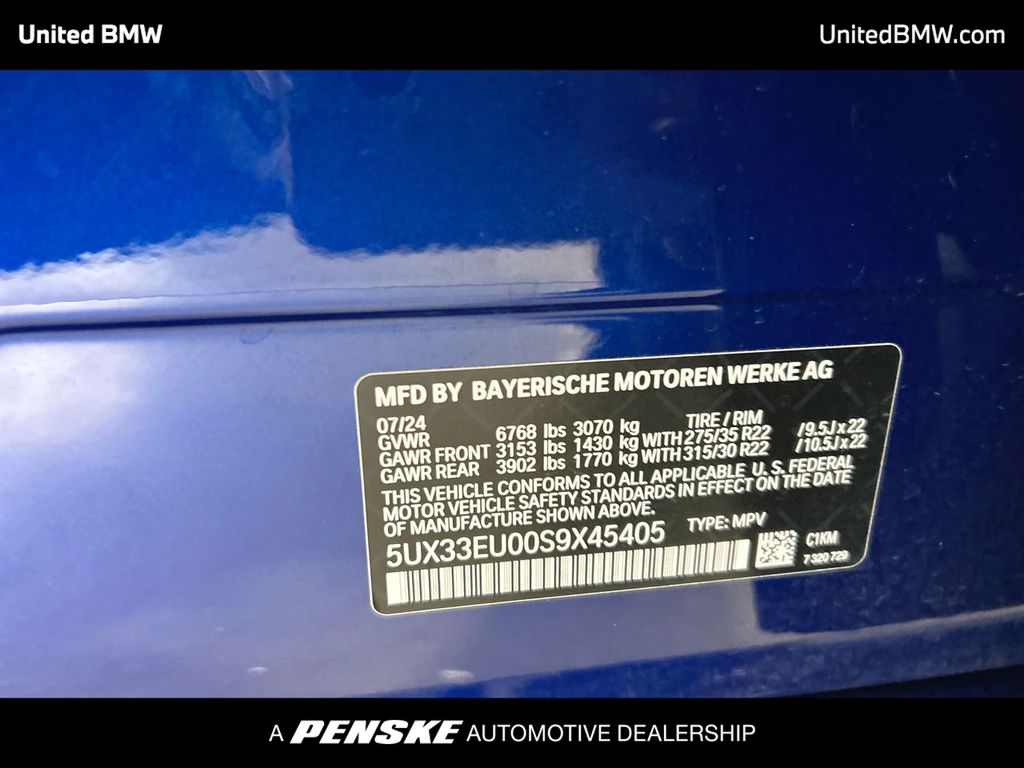 United BMW
UnitedBMW.com
MFD BY BAYERISCHE MOTOREN WERKE AG
07/24 TIRE / RIM
GVWR 6768 lbs 3070 kg
GAWR FRONT 3153 lbs 1430 kg WITH 275/35 R22 /9.5J x 22
GAWR REAR 3902 lbs 1770 kg WITH 315/30 R22 /10.5J x 22
THIS VEHICLE CONFORMS TO ALL APPLICABLE U.S. FEDERAL
MOTOR VEHICLE SAFETY STANDARDS IN EFFECT ON THE DATE
OF MANUFACTURE SHOWN ABOVE.
5UX33EU00S9X45405 TYPE: MPV
C1KM
7 320 729
A PENSKE AUTOMOTIVE DEALERSHIP